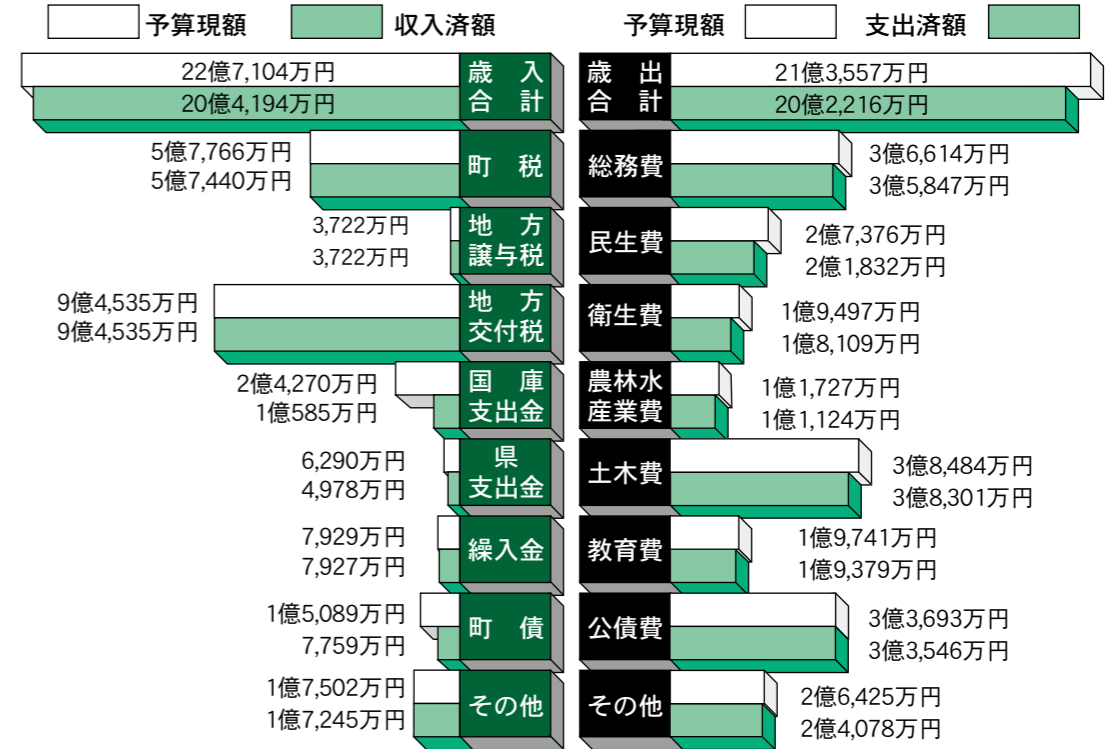 予算現額 収入済額
予算現額 支出済額
22億7,104万円
20億4,194万円
歳入
合計
5億7,766万円
5億7,440万円
町税
3,722万円
3,722万円
地方
譲与税
9億4,535万円
9億4,535万円
地方
交付税
2億4,270万円
1億585万円
国庫
支出金
6,290万円
4,978万円
県
支出金
7,929万円
7,927万円
繰入金
1億5,089万円
7,759万円
町債
1億7,502万円
1億7,245万円
その他
歳出
合計
21億3,557万円
20億2,216万円
総務費
3億6,614万円
3億5,847万円
民生費
2億7,376万円
2億1,832万円
衛生費
1億9,497万円
1億8,109万円
農林水
産業費
1億1,727万円
1億1,124万円
土木費
3億8,484万円
3億8,301万円
教育費
1億9,741万円
1億9,379万円
公債費
3億3,693万円
3億3,546万円
その他
2億6,425万円
2億4,078万円